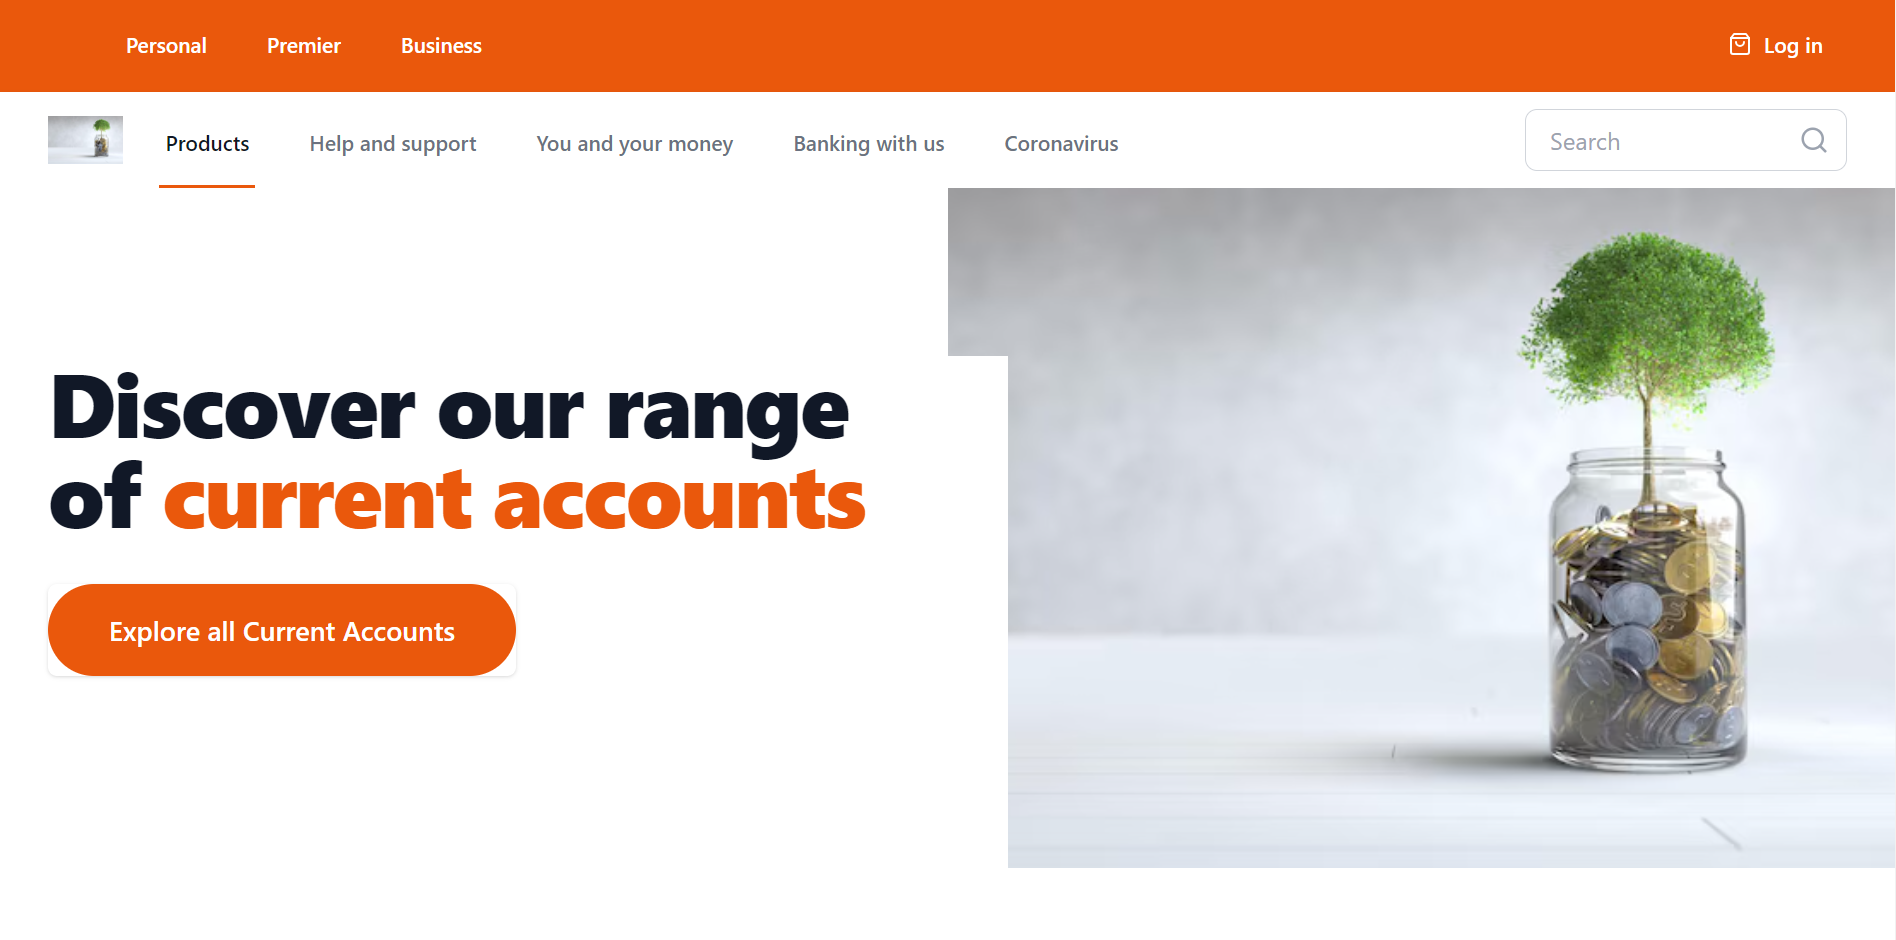 Personal Premier Business Log in
Products Help and support You and your money Banking with us Coronavirus Search
Discover our range
of current accounts
Explore all Current Accounts